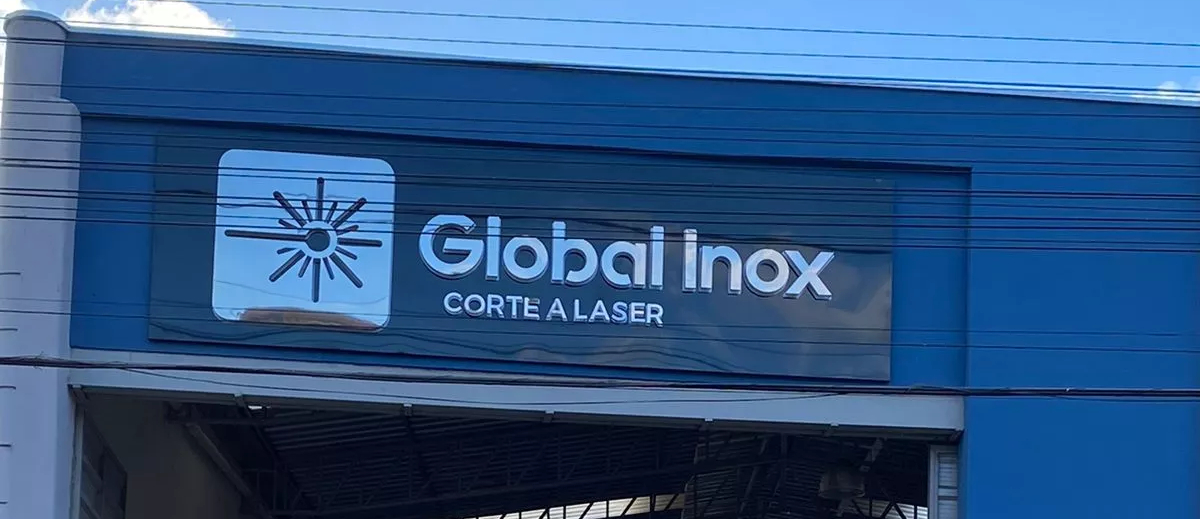 Global Inox
CORTE A LASER